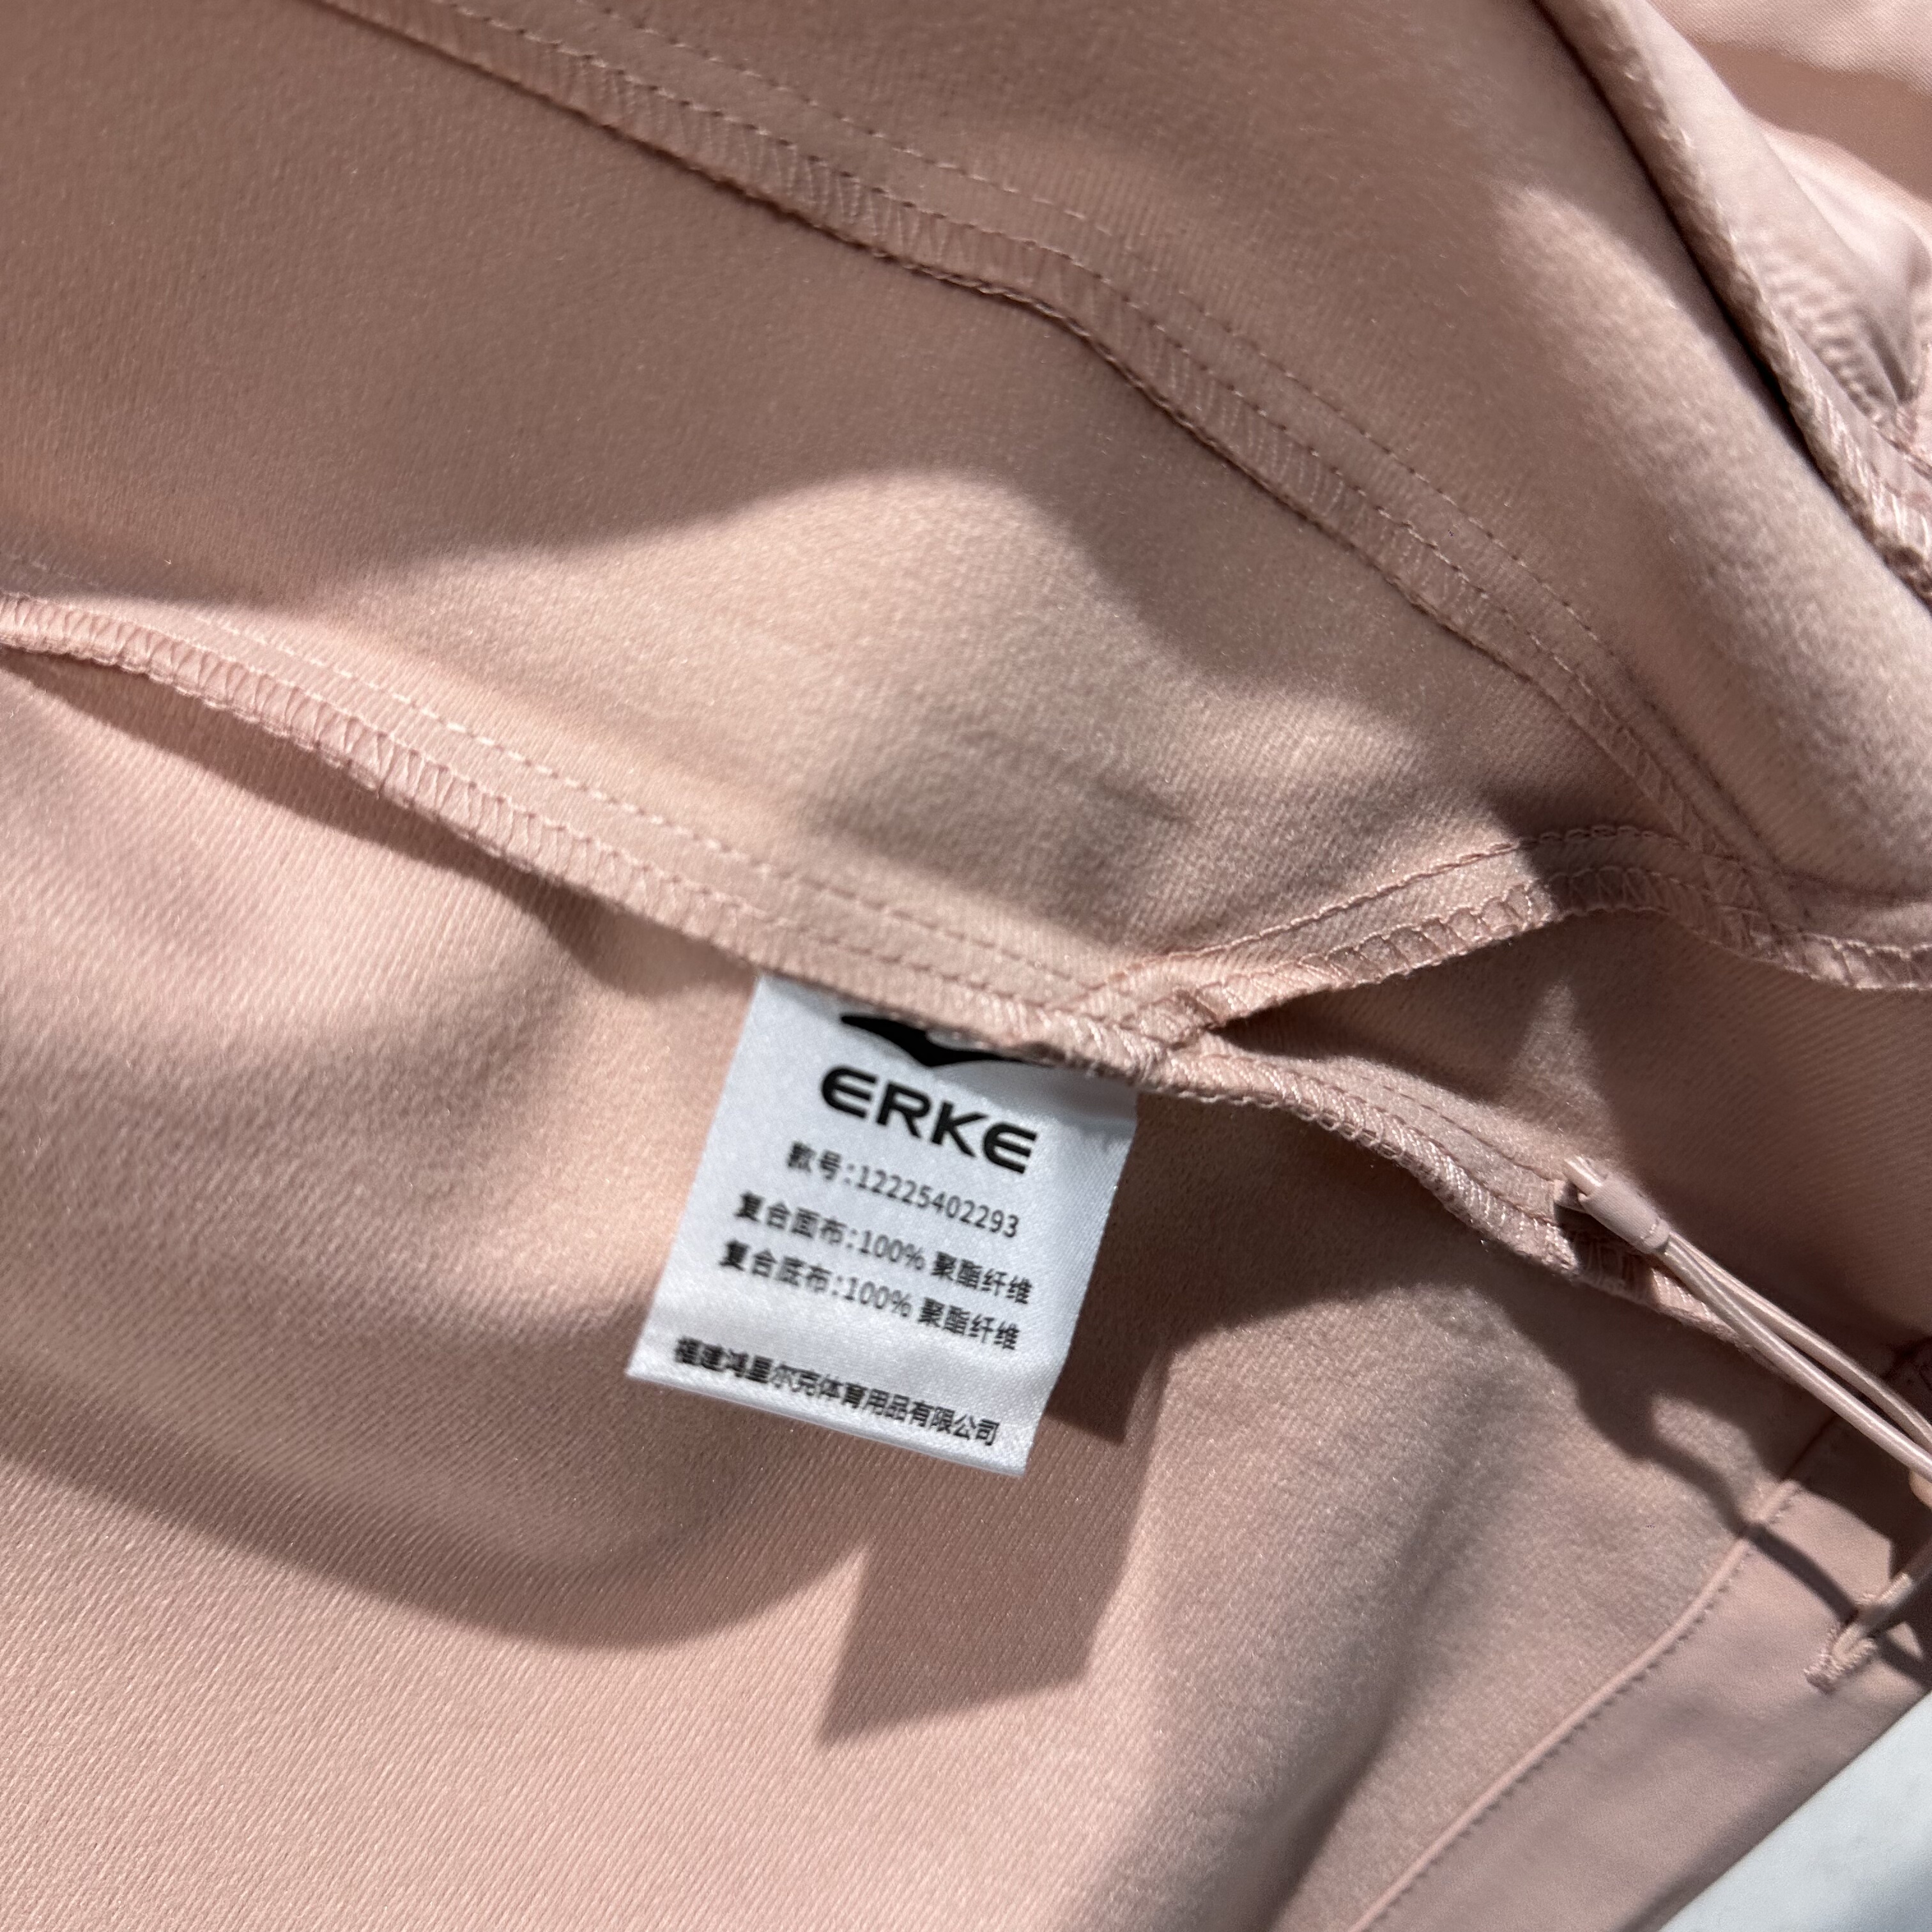 ERKE
款号:12225402293
复合面布:100% 聚酯纤维
复合底布:100% 聚酯纤维
福建鸿星尔克体育用品有限公司